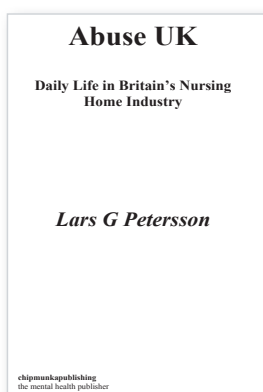 Abuse UK
Daily Life in Britain's Nursing
Home Industry
Lars G Petersson
chipmunkapublishing
the mental health publisher